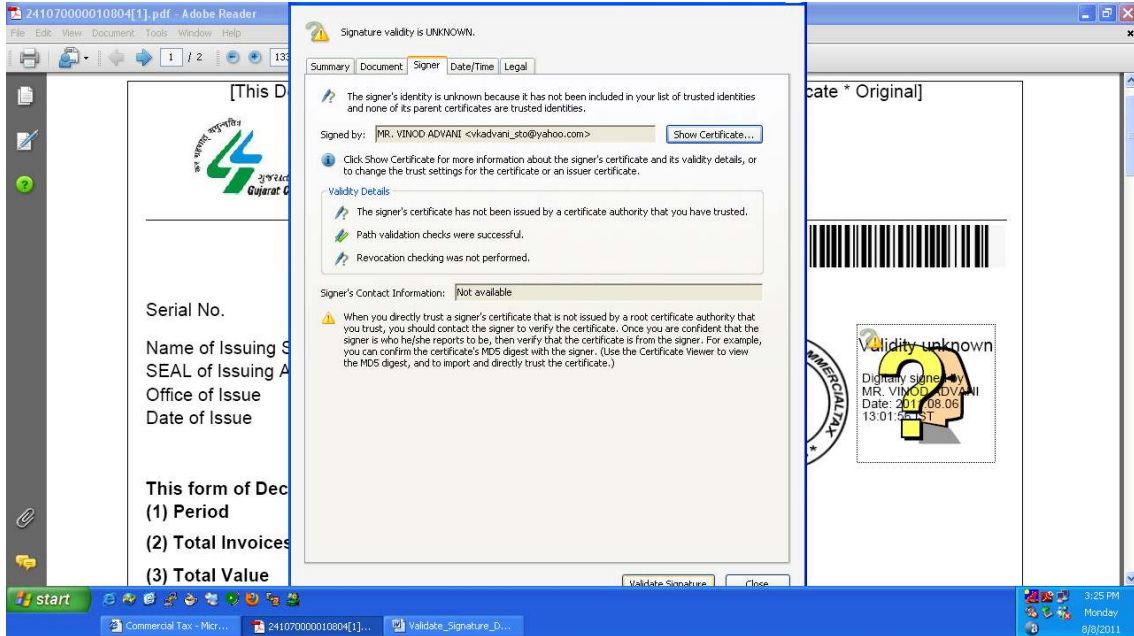 241070000010804[1].pdf - Adobe Reader
File Edit View Document Tools Window Help
1 / 2 133
[This D
cate * Original]
Gujarat C
Serial No.
Name of Issuing S
SEAL of Issuing A
Office of Issue
Date of Issue
This form of Dec
(1) Period
(2) Total Invoices
(3) Total Value
MMERCIALTAX
Validity unknown
Digitally signed by
MR. VINOD ADVANI
Date: 2011.08.06
13:01:56 IST
Signature validity is UNKNOWN.
Summary Document Signer Date/Time Legal
The signer's identity is unknown because it has not been included in your list of trusted identities
and none of its parent certificates are trusted identities.
Signed by: MR. VINOD ADVANI <vkadvani_sto@yahoo.com> Show Certificate...
Click Show Certificate for more information about the signer's certificate and its validity details, or
to change the trust settings for the certificate or an issuer certificate.
Validity Details
The signer's certificate has not been issued by a certificate authority that you have trusted.
Path validation checks were successful.
Revocation checking was not performed.
Signer's Contact Information: Not available
When you directly trust a signer's certificate that is not issued by a root certificate authority that
you trust, you should contact the signer to verify the certificate. Once you are confident that the
signer is who he/she reports to be, then verify that the certificate is from the signer. For example,
you can confirm the certificate's MD5 digest with the signer. (Use the Certificate Viewer to view
the MD5 digest, and to import and directly trust the certificate.)
Validate Signature Close
start
Commercial Tax - Micr... 241070000010804[1]... Validate_Signature_D...
3:25 PM
Monday
8/8/2011